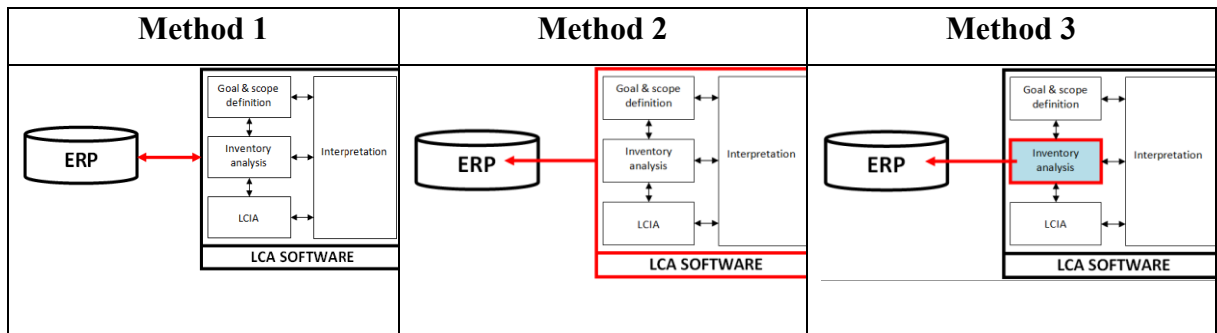 Method 1
Method 2
Method 3
ERP
Goal & scope
definition
Inventory
analysis
LCIA
Interpretation
LCA SOFTWARE
ERP
Goal & scope
definition
Inventory
analysis
LCIA
Interpretation
LCA SOFTWARE
ERP
Goal & scope
definition
Inventory
analysis
LCIA
Interpretation
LCA SOFTWARE